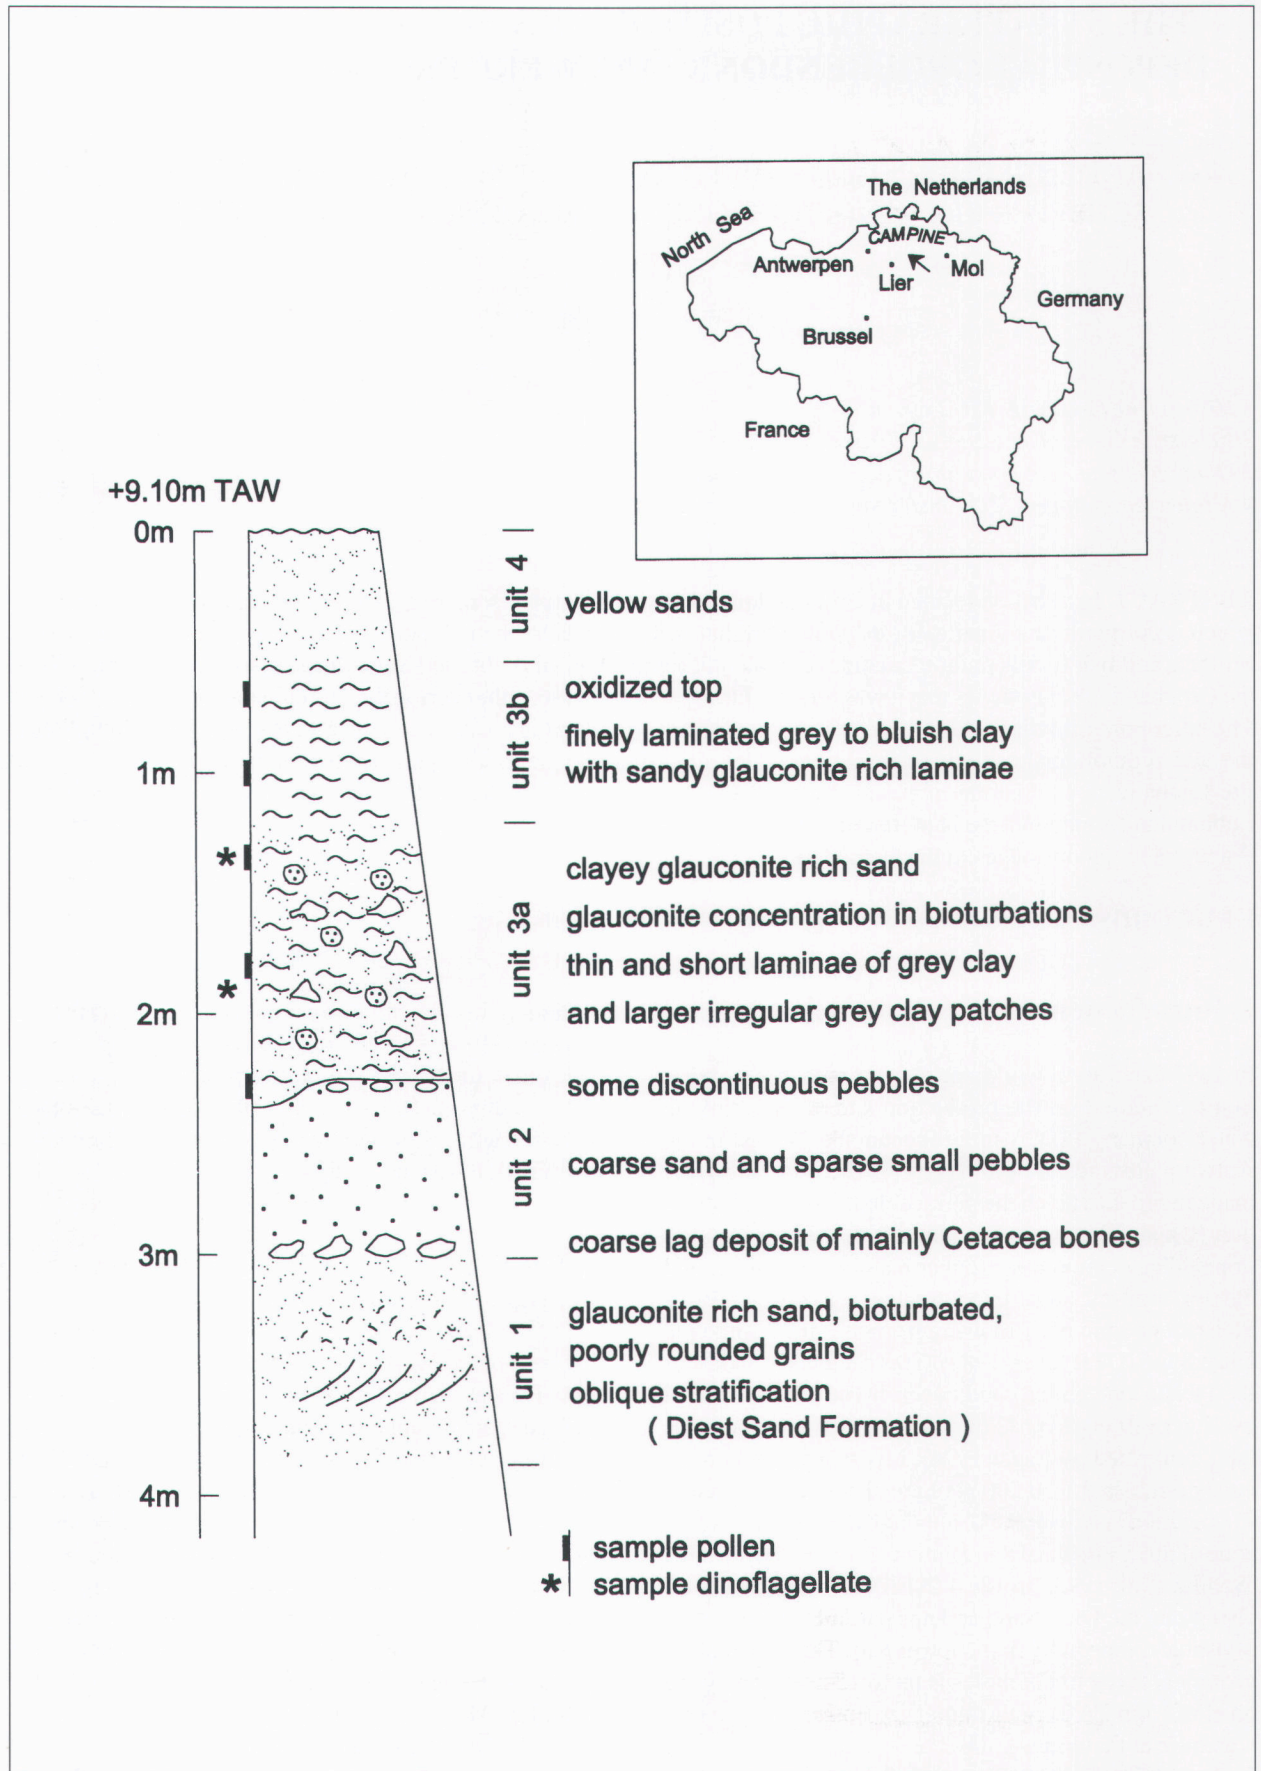 The Netherlands
North Sea
CAMPINE
Antwerpen
Lier
Mol
Germany
Brussel
France
+9.10m TAW
0m
1m
2m
3m
4m
unit 4
yellow sands
unit 3b
oxidized top
finely laminated grey to bluish clay
with sandy glauconite rich laminae
unit 3a
clayey glauconite rich sand
glauconite concentration in bioturbations
thin and short laminae of grey clay
and larger irregular grey clay patches
some discontinuous pebbles
unit 2
coarse sand and sparse small pebbles
coarse lag deposit of mainly Cetacea bones
unit 1
glauconite rich sand, bioturbated,
poorly rounded grains
oblique stratification
( Diest Sand Formation )
sample pollen
* sample dinoflagellate